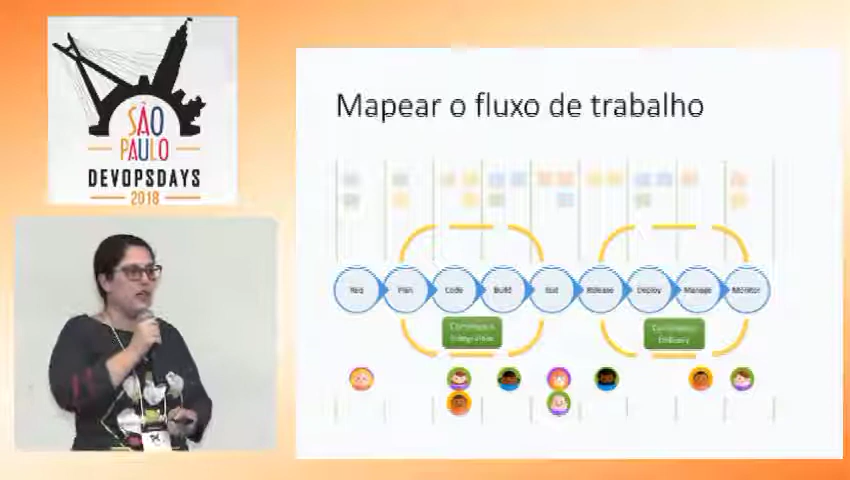 SÃO
PAULO
DEVOPSDAYS
2018
Mapear o fluxo de trabalho
Req
Plan
Code
Build
Test
Release
Deploy
Manage
Monitor
Continuous
Integration
Continuous
Delivery